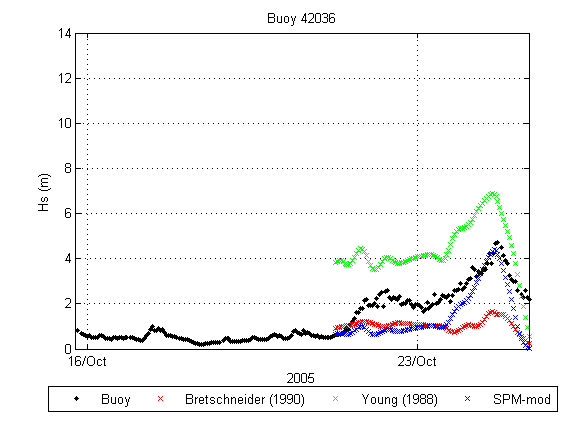 Buoy 42036
14
12
10
8
6
4
2
0
Hs (m)
16/Oct 23/Oct
2005
Buoy Bretschneider (1990) Young (1988) SPM-mod